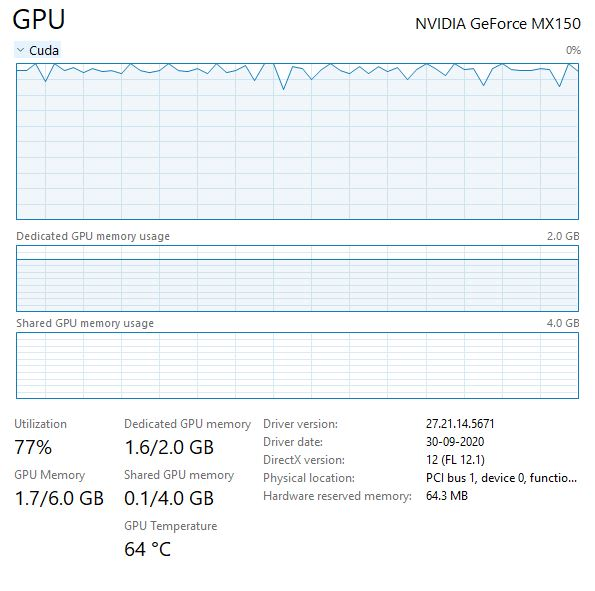 GPU
NVIDIA GeForce MX150
Cuda
0%
Dedicated GPU memory usage
2.0 GB
Shared GPU memory usage
4.0 GB
Utilization
77%
Dedicated GPU memory
1.6/2.0 GB
GPU Memory
1.7/6.0 GB
Shared GPU memory
0.1/4.0 GB
GPU Temperature
64 °C
Driver version: 27.21.14.5671
Driver date: 30-09-2020
DirectX version: 12 (FL 12.1)
Physical location: PCI bus 1, device 0, functio...
Hardware reserved memory: 64.3 MB